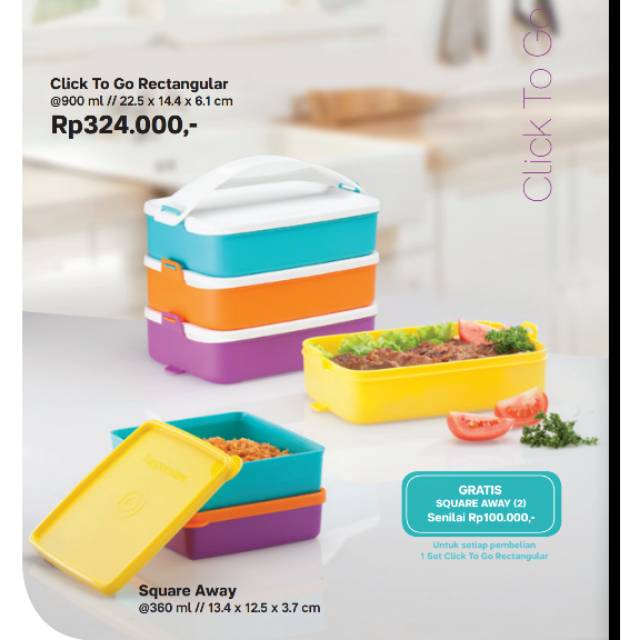 Click To Go
Click To Go Rectangular
@900 ml // 22.5 x 14.4 x 6.1 cm
Rp324.000,-
GRATIS
SQUARE AWAY (2)
Senilai Rp100.000,-
Untuk setiap pembelian
1 Set Click To Go Rectangular
Square Away
@360 ml // 13.4 x 12.5 x 3.7 cm